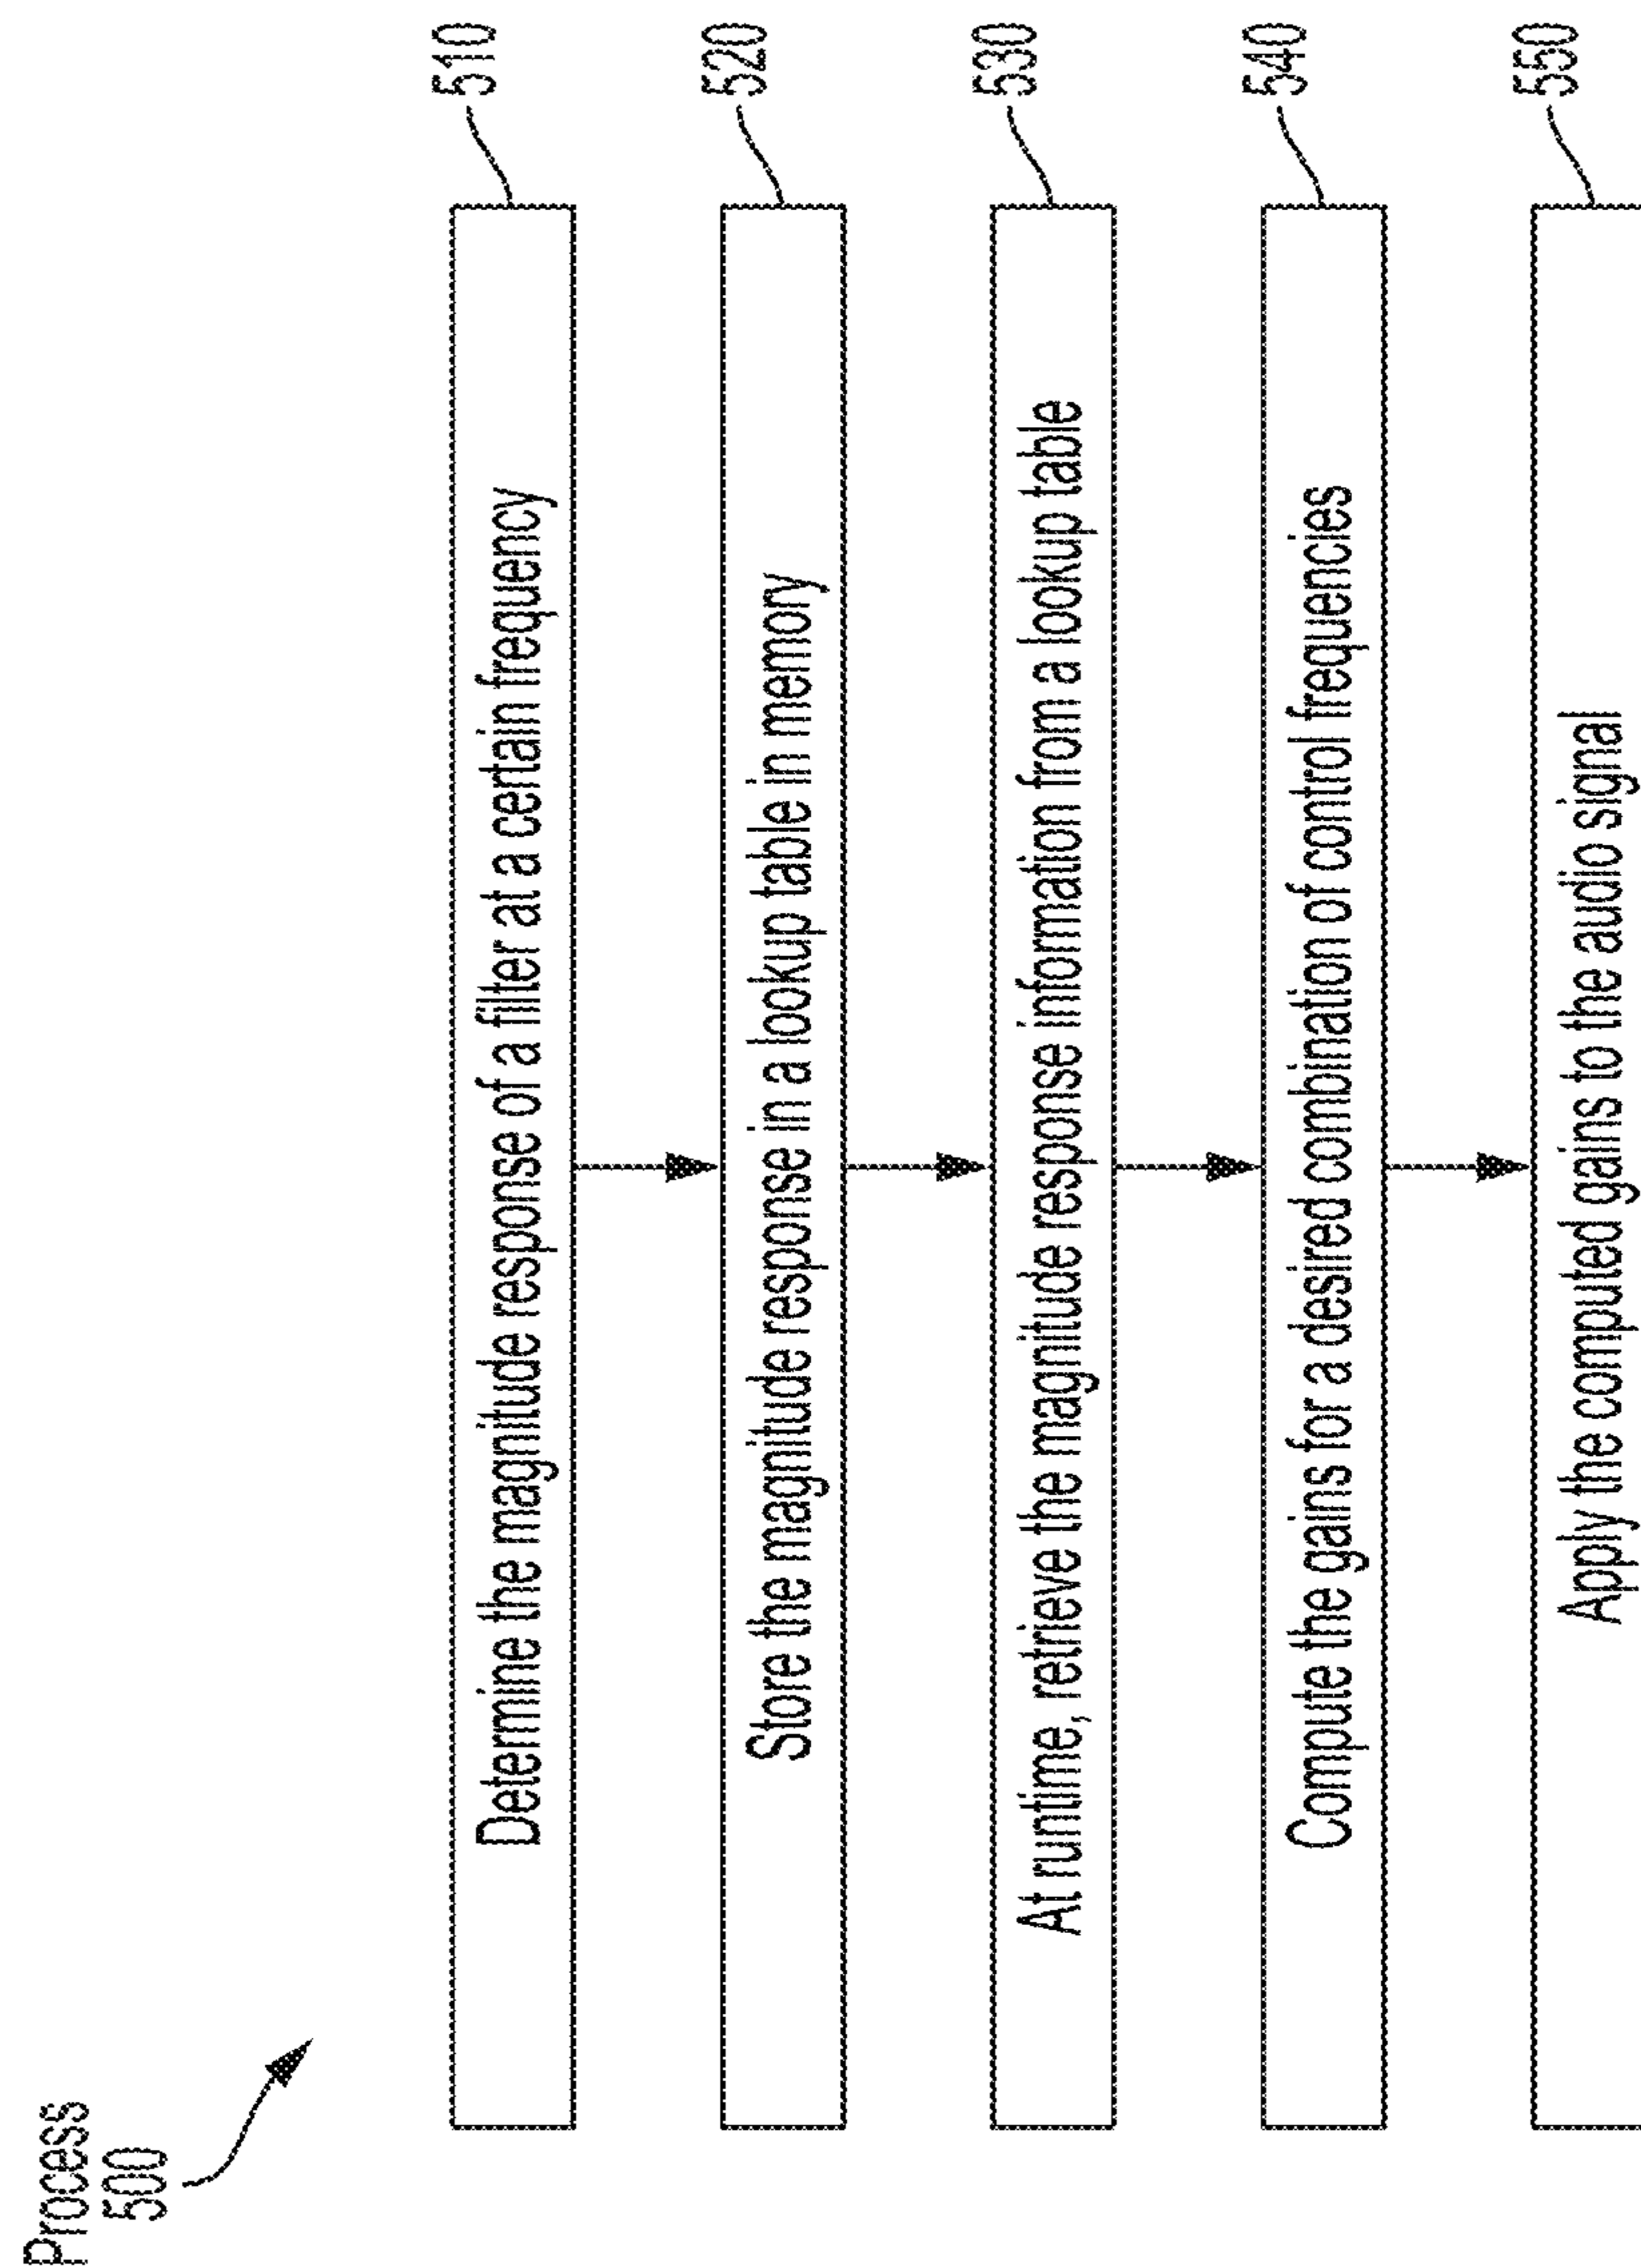 Process
500
Determine the magnitude response of a filter at a certain frequency
510
Store the magnitude response in a lookup table in memory
520
At runtime, retrieve the magnitude response information from a lookup table
530
Compute the gains for a desired combination of control frequencies
540
Apply the computed gains to the audio signal
550